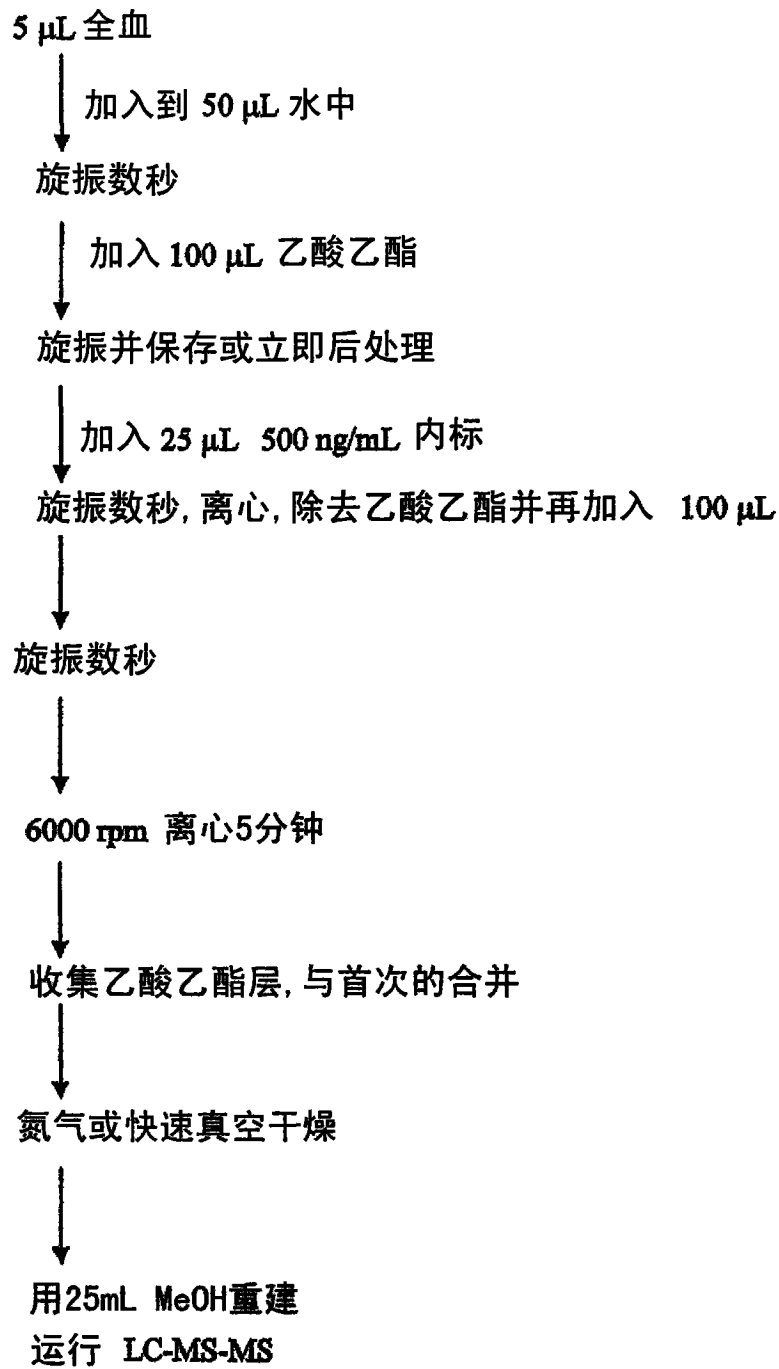 5 μL 全血
加入到 50 μL 水中
旋振数秒
加入 100 μL 乙酸乙酯
旋振并保存或立即后处理
加入 25 μL 500 ng/mL 内标
旋振数秒,离心,除去乙酸乙酯并再加入 100 μL
旋振数秒
6000 rpm 离心5分钟
收集乙酸乙酯层,与首次的合并
氮气或快速真空干燥
用25mL MeOH重建
运行 LC-MS-MS